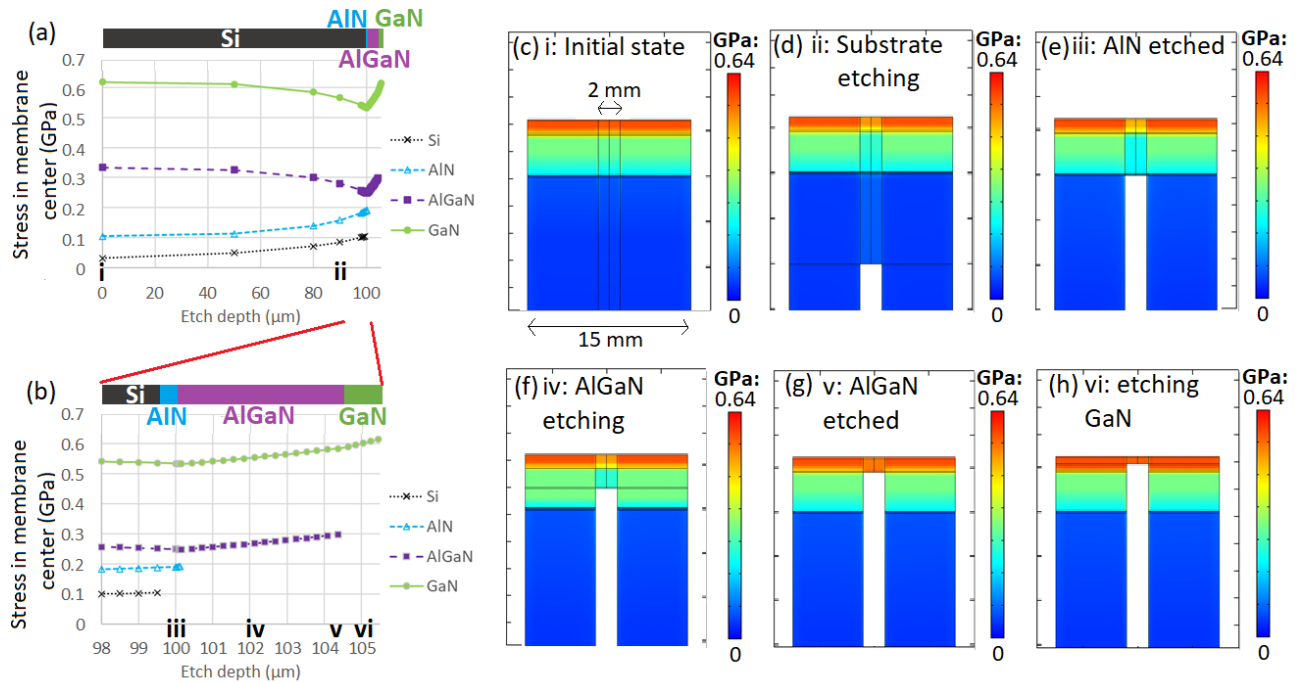 (a)
AlN GaN
Si
AlGaN
Stress in membrane
center (GPa)
0.7
0.6
0.5
0.4
0.3
0.2
0.1
0
i
ii
0 20 40 60 80 100
Etch depth (µm)
Si
AlN
AlGaN
GaN
(b)
Si
AlN
AlGaN
GaN
Stress in membrane
center (GPa)
0.7
0.6
0.5
0.4
0.3
0.2
0.1
0
iii iv v vi
98 99 100 101 102 103 104 105
Etch depth (µm)
Si
AlN
AlGaN
GaN
(c) i: Initial state
GPa:
0.64
2 mm
15 mm
0
(d) ii: Substrate
etching
GPa:
0.64
0
(e) iii: AlN etched
GPa:
0.64
0
(f) iv: AlGaN
etching
GPa:
0.64
0
(g) v: AlGaN
etched
GPa:
0.64
0
(h) vi: etching
GaN
GPa:
0.64
0